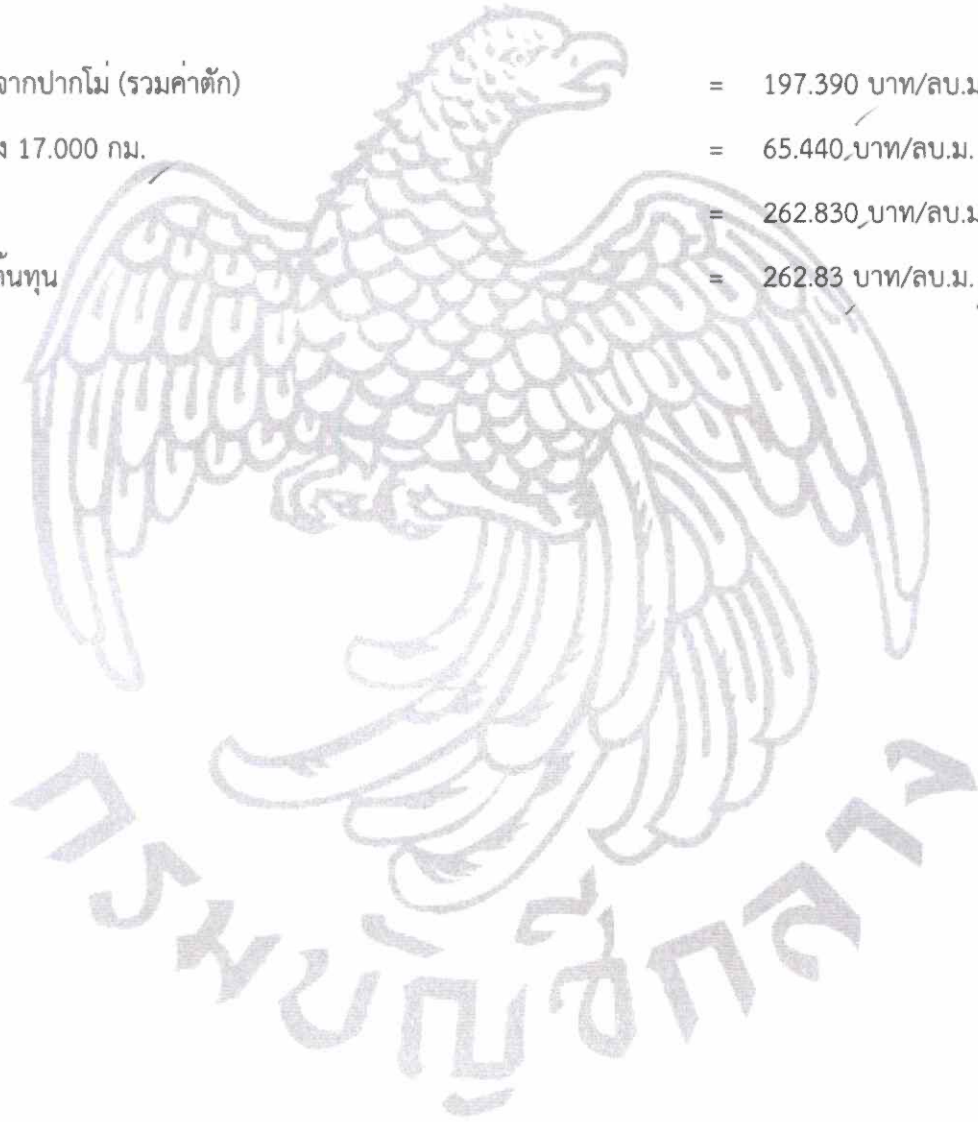 จากปากโม่ (รวมค่าตัก) = 197.390 บาท/ลบ.ม
ง 17.000 กม. = 65.440 บาท/ลบ.ม.
= 262.830 บาท/ลบ.ม
ต้นทุน = 262.83 บาท/ลบ.ม.
กรมบัญชีกลาง